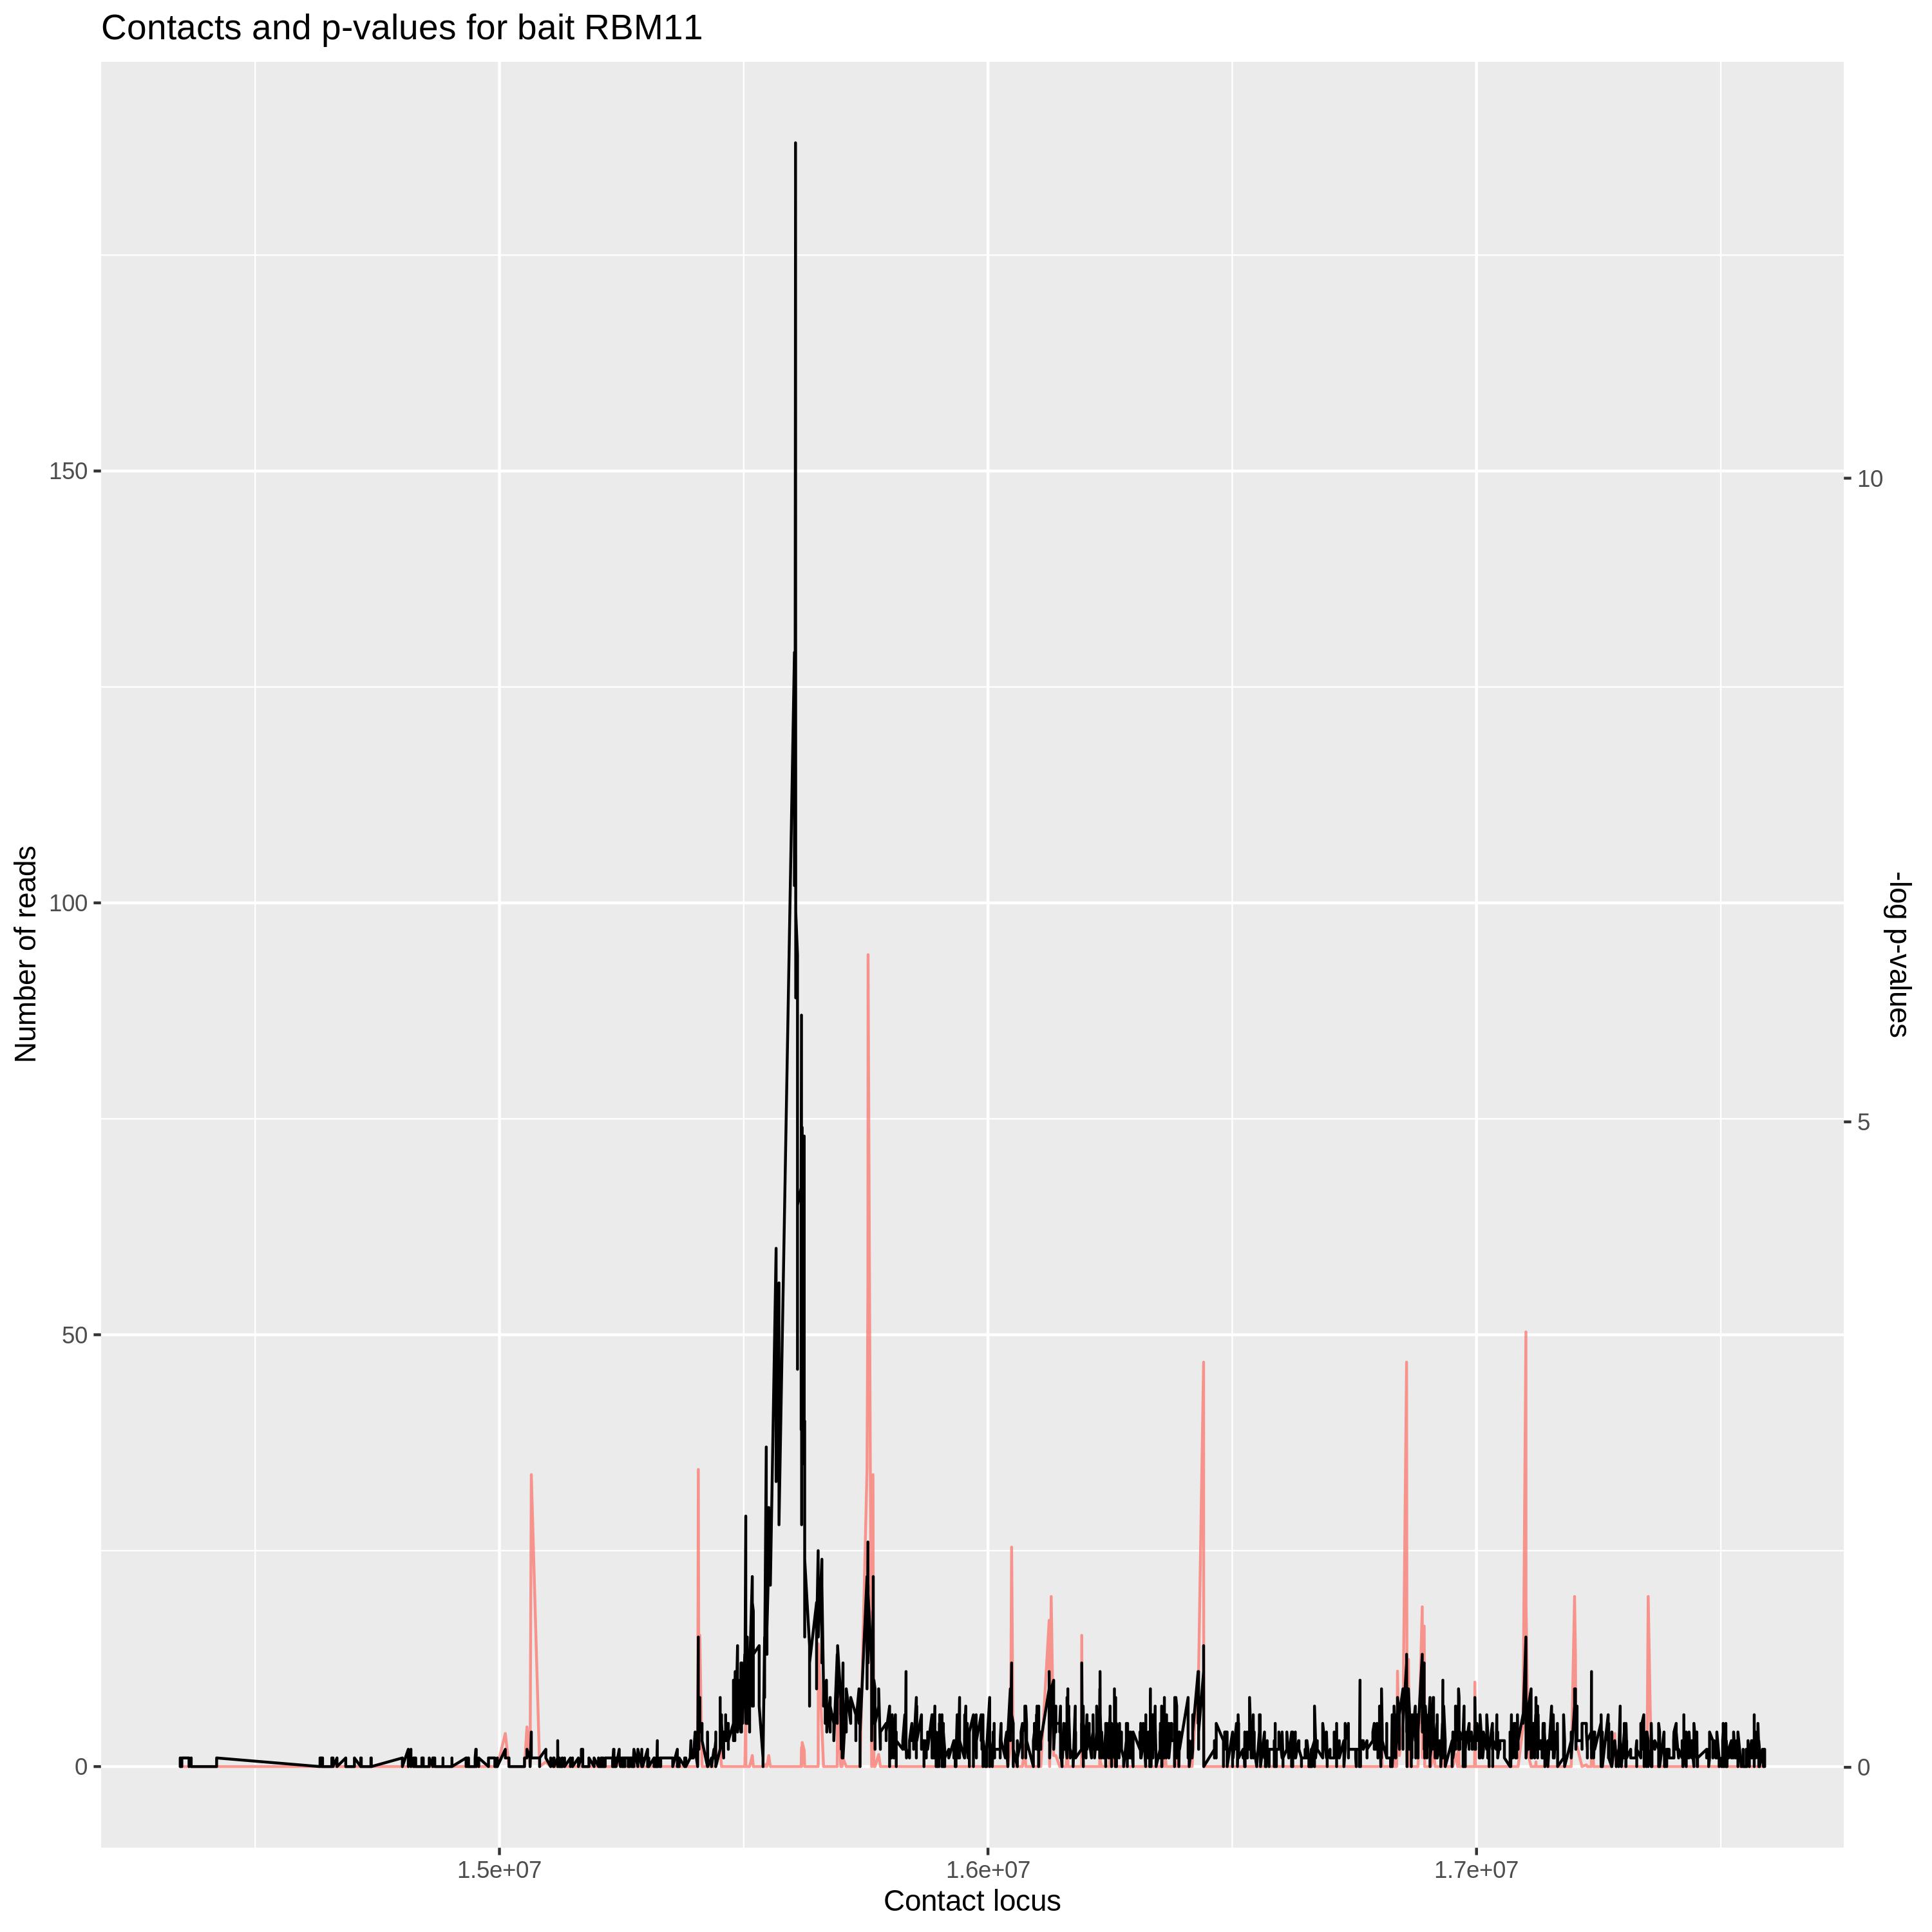 Contacts and p-values for bait RBM11
150
100
50
0
Number of reads
10
5
0
-log p-values
1.5e+07
1.6e+07
1.7e+07
Contact locus